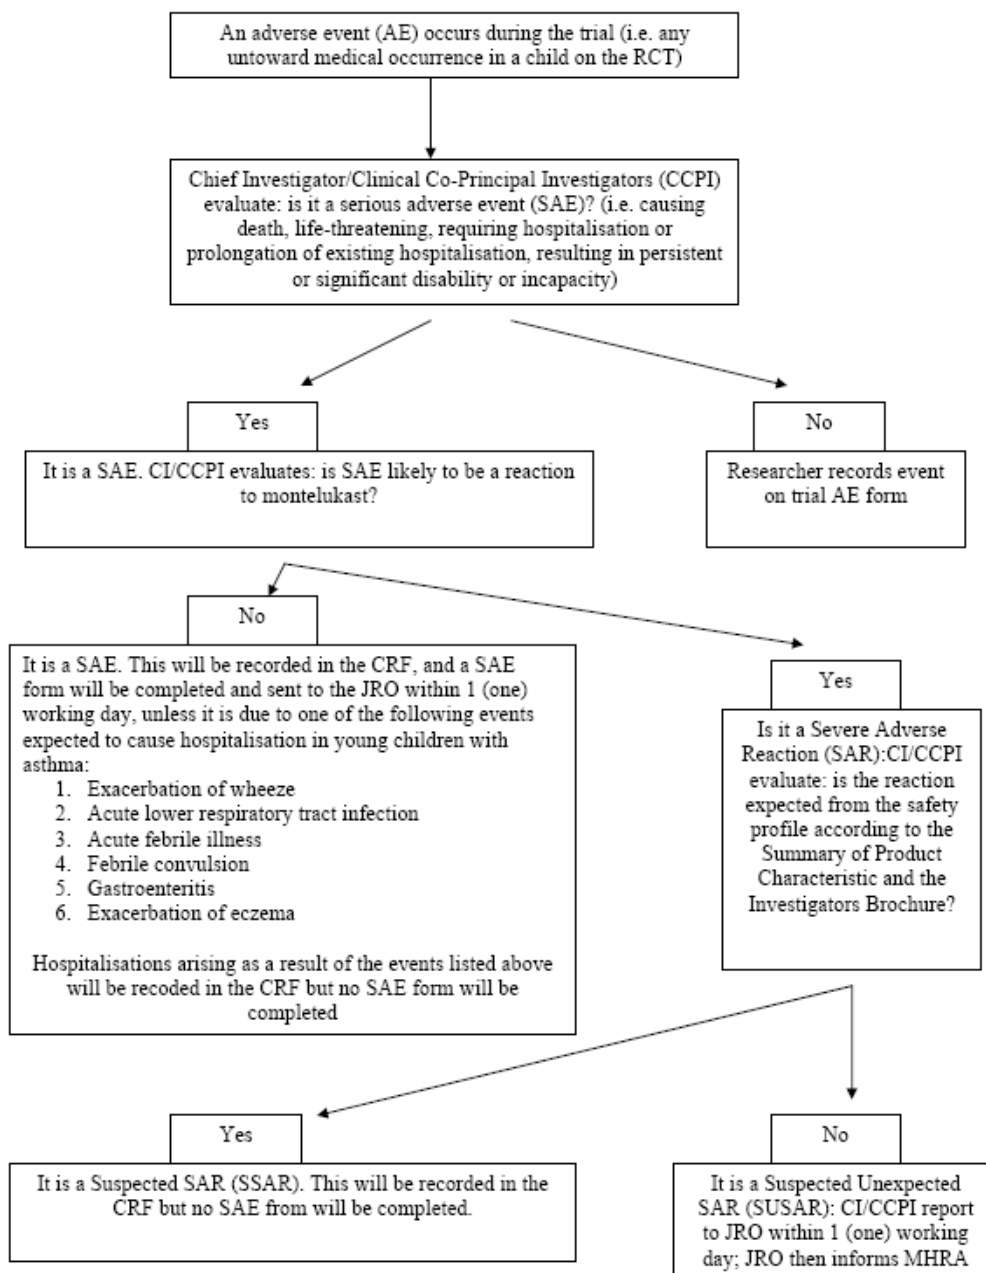 An adverse event (AE) occurs during the trial (i.e. any
untoward medical occurrence in a child on the RCT)
Chief Investigator/Clinical Co-Principal Investigators (CCPI)
evaluate: is it a serious adverse event (SAE)? (i.e. causing
death, life-threatening, requiring hospitalisation or
prolongation of existing hospitalisation, resulting in persistent
or significant disability or incapacity)
Yes
It is a SAE. CI/CCPI evaluates: is SAE likely to be a reaction
to montelukast?
No
Researcher records event
on trial AE form
No
It is a SAE. This will be recorded in the CRF, and a SAE
form will be completed and sent to the JRO within 1 (one)
working day, unless it is due to one of the following events
expected to cause hospitalisation in young children with
asthma:
1. Exacerbation of wheeze
2. Acute lower respiratory tract infection
3. Acute febrile illness
4. Febrile convulsion
5. Gastroenteritis
6. Exacerbation of eczema
Hospitalisations arising as a result of the events listed above
will be recoded in the CRF but no SAE form will be
completed
Yes
Is it a Severe Adverse
Reaction (SAR):CI/CCPI
evaluate: is the reaction
expected from the safety
profile according to the
Summary of Product
Characteristic and the
Investigators Brochure?
Yes
It is a Suspected SAR (SSAR). This will be recorded in the
CRF but no SAE from will be completed.
No
It is a Suspected Unexpected
SAR (SUSAR): CI/CCPI report
to JRO within 1 (one) working
day; JRO then informs MHRA